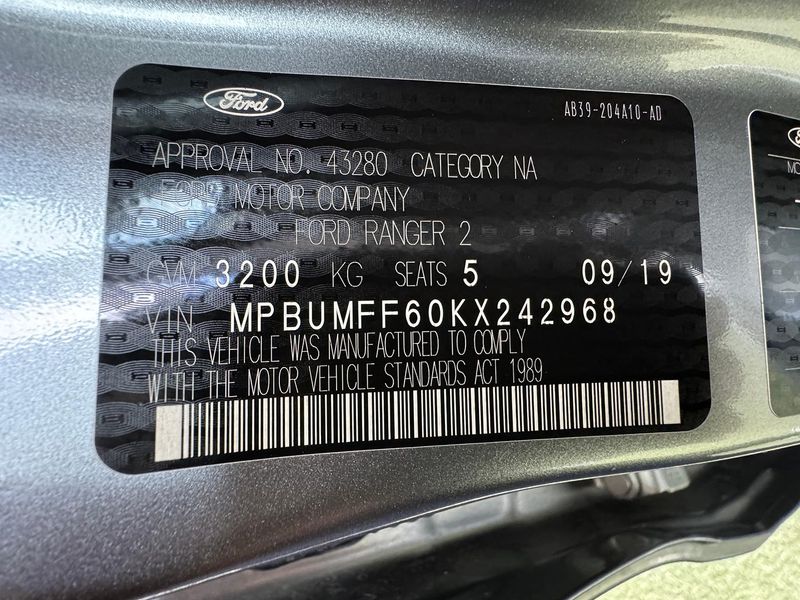 Ford
AB39-204A10-AD
APPROVAL NO. 43280 CATEGORY NA
FORD MOTOR COMPANY
FORD RANGER 2
GVM 3200 KG SEATS 5 09/19
VIN MPBUMFF60KX242968
THIS VEHICLE WAS MANUFACTURED TO COMPLY
WITH THE MOTOR VEHICLE STANDARDS ACT 1989